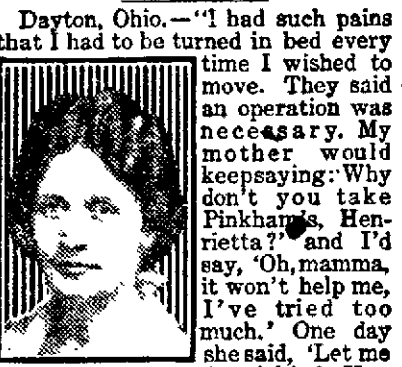 Dayton, Ohio.—"I had such pains
that I had to be turned in bed every
time I wished to
move. They said
an operation was
necessary. My
mother would
keepsaying: 'Why
don't you take
Pinkham's, Hen-
rietta?' and I'd
say, 'Oh, mamma,
it won't help me,
I've tried too
much.' One day
she said, 'Let me